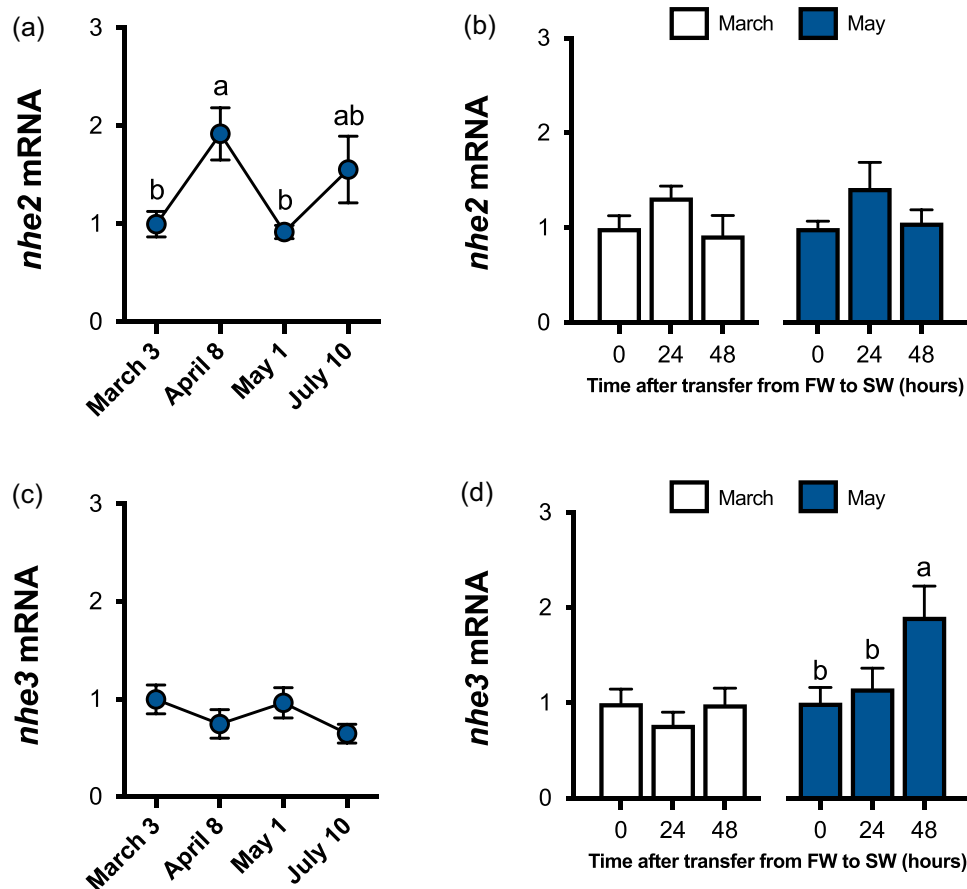 (a)
nhe2 mRNA
3
2
1
0
b
a
b
ab
March 3
April 8
May 1
July 10
(b)
March
May
nhe2 mRNA
3
2
1
0
0
24
48
0
24
48
Time after transfer from FW to SW (hours)
(c)
nhe3 mRNA
3
2
1
0
March 3
April 8
May 1
July 10
(d)
March
May
nhe3 mRNA
3
2
1
0
b
b
a
0
24
48
0
24
48
Time after transfer from FW to SW (hours)